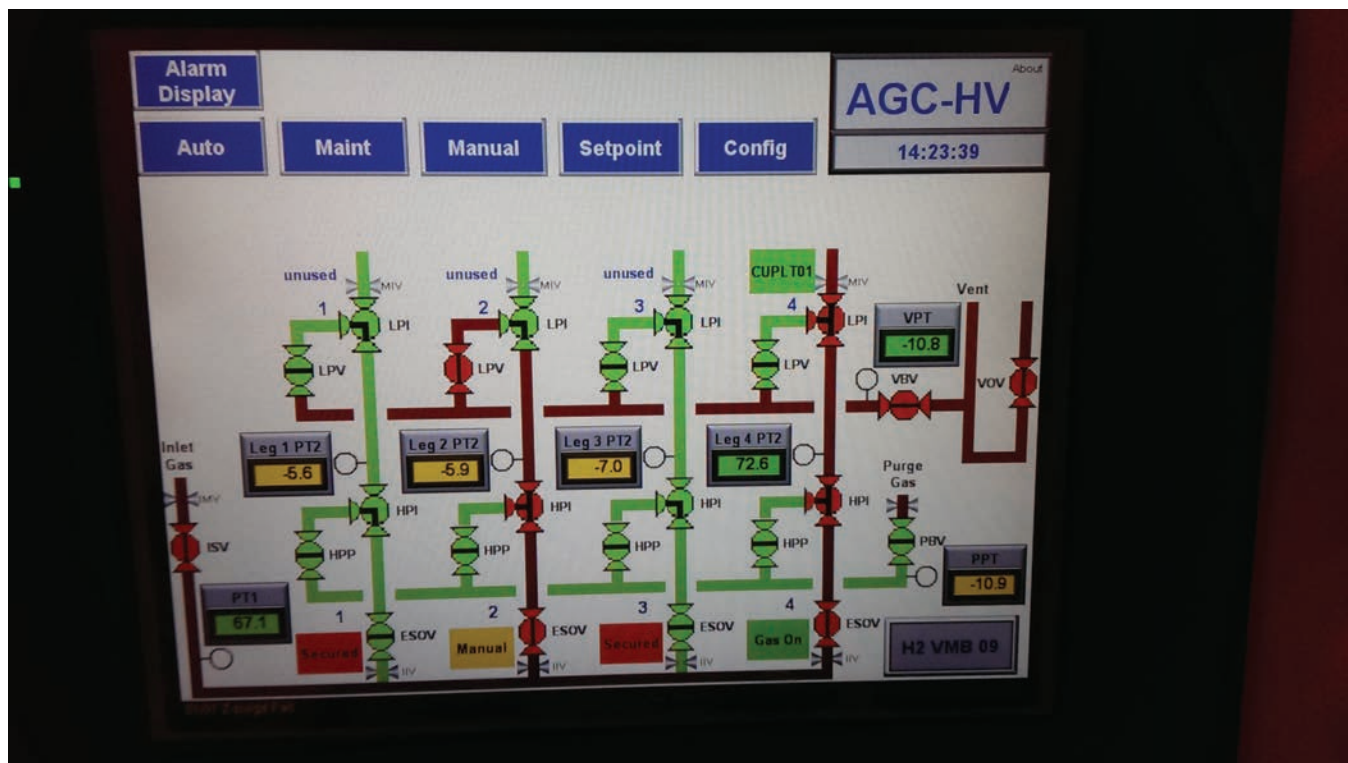 Alarm
Display
About
AGC-HV
Auto
Maint
Manual
Setpoint
Config
14:23:39
unused
MIV
unused
MIV
unused
MIV
CUPLT01
MIV
Vent
1
LPI
2
LPI
3
LPI
4
LPI
VPT
-10.8
LPV
LPV
LPV
LPV
VBV
VOV
Inlet
Gas
Leg 1 PT2
-5.6
Leg 2 PT2
-5.9
Leg 3 PT2
-7.0
Leg 4 PT2
72.6
Purge
Gas
IMV
HPI
HPI
HPI
HPI
ISV
HPP
HPP
HPP
HPP
PBV
PPT
-10.9
PT1
67.1
1
2
3
4
Secured
ESOV
Manual
ESOV
Secured
ESOV
Gas On
ESOV
H2 VMB 09
IIV
IIV
IIV
IIV